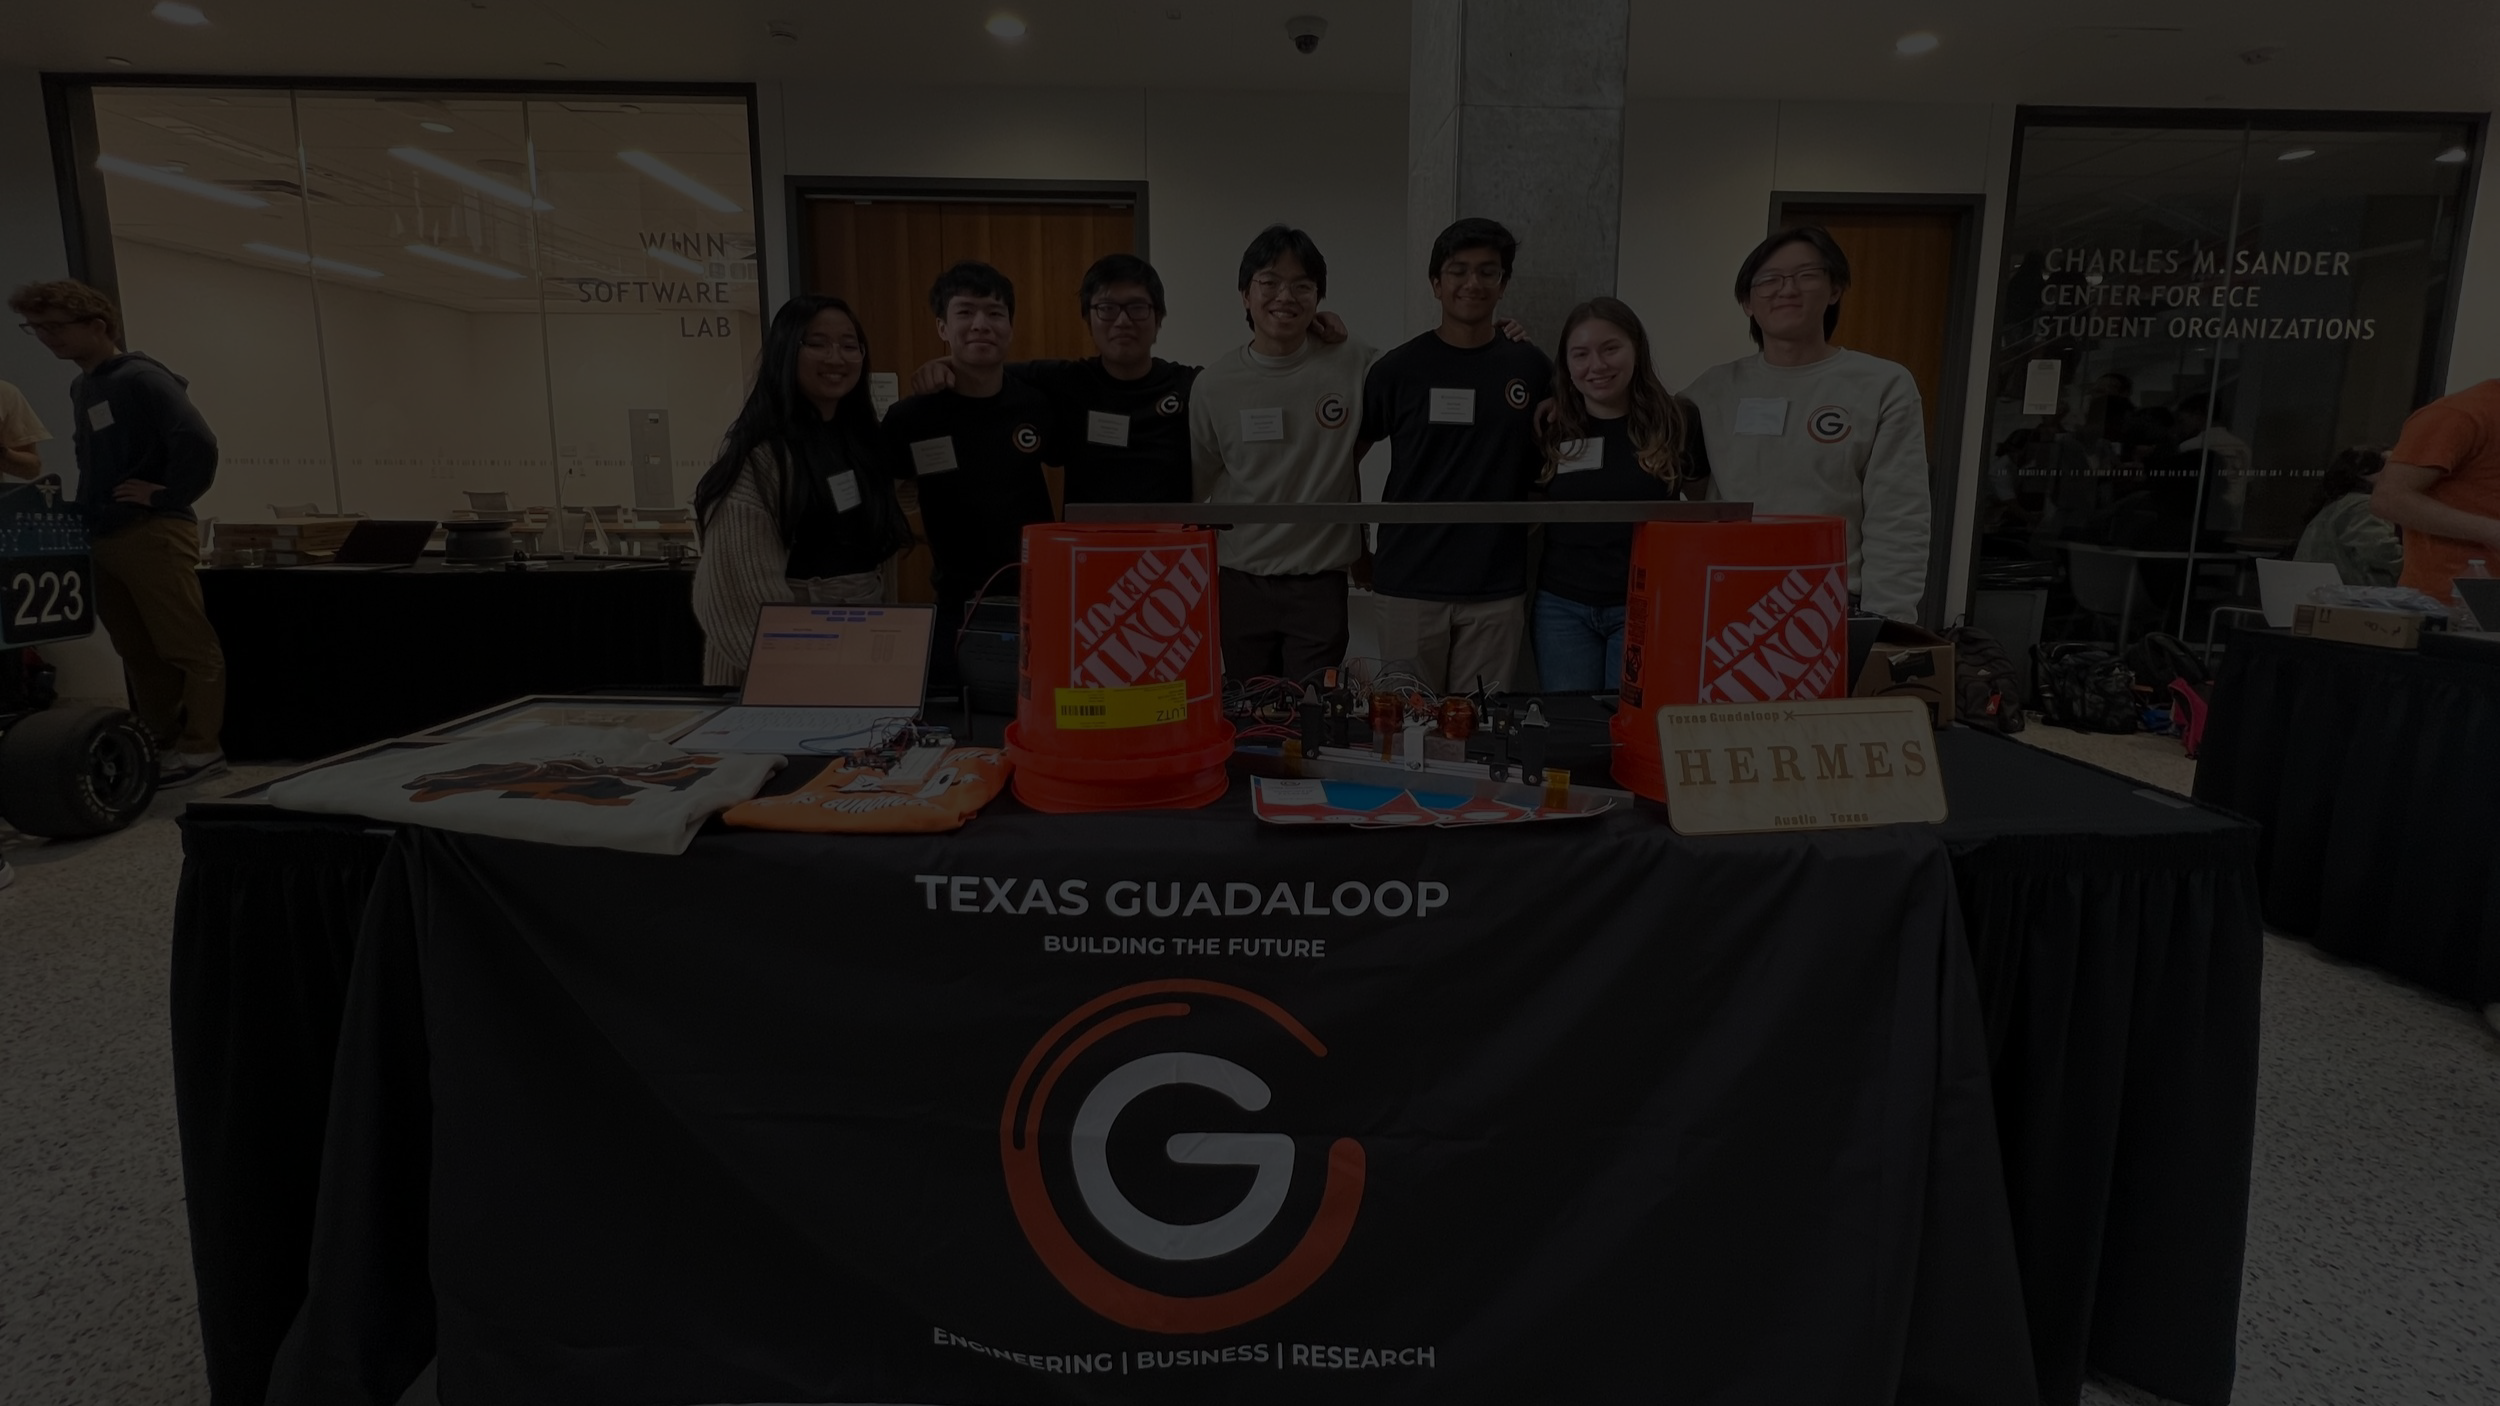 WINN
SOFTWARE
LAB
CHARLES M. SANDER
CENTER FOR ECE
STUDENT ORGANIZATIONS
223
G
G
G
G
G
THE
HOME
DEPOT
THE
HOME
DEPOT
LUTZ
Texas Guadaloop
HERMES
Austin Texas
TEXAS GUADALOOP
BUILDING THE FUTURE
G
ENGINEERING | BUSINESS | RESEARCH